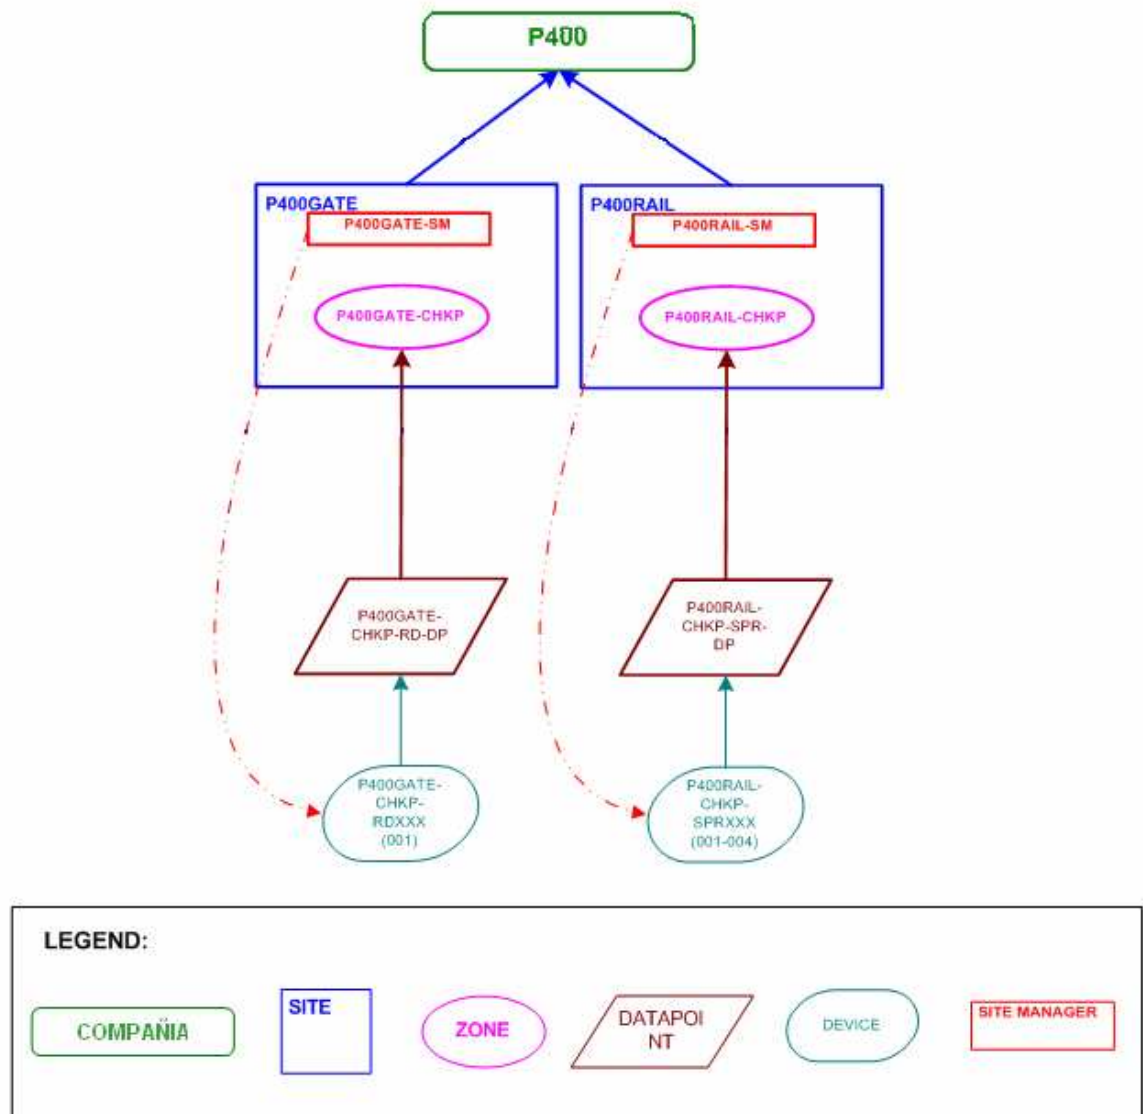 P400
P400GATE
P400GATE-SM
P400GATE-CHKP
P400RAIL
P400RAIL-SM
P400RAIL-CHKP
P400GATE-
CHKP-RD-DP
P400RAIL-
CHKP-SPR-
DP
P400GATE-
CHKP-
RDXXX
(001)
P400RAIL-
CHKP-
SPRXXX
(001-004)
LEGEND:
COMPAÑIA
SITE
ZONE
DATAPOI
NT
DEVICE
SITE MANAGER